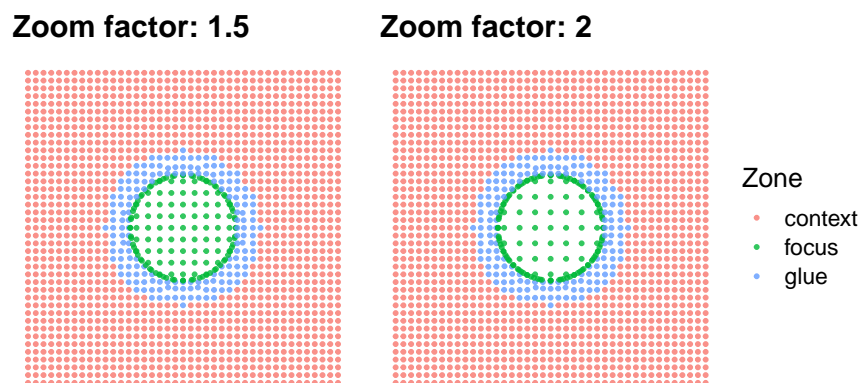 Zoom factor: 1.5
Zoom factor: 2
Zone
context
focus
glue